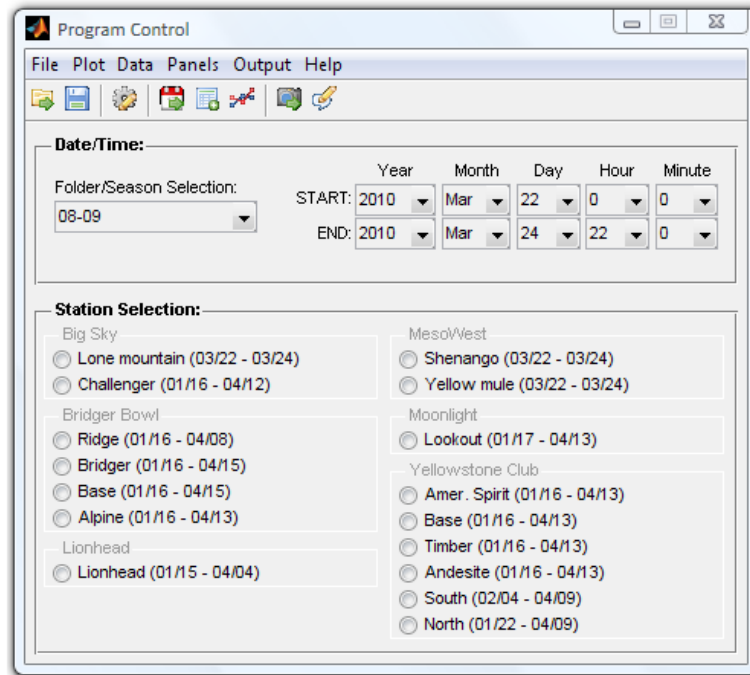 Program Control
File Plot Data Panels Output Help
Date/Time:
Folder/Season Selection:
08-09
Year Month Day Hour Minute
START: 2010 Mar 22 0 0
END: 2010 Mar 24 22 0
Station Selection:
Big Sky
Lone mountain (03/22 - 03/24)
Challenger (01/16 - 04/12)
Bridger Bowl
Ridge (01/16 - 04/08)
Bridger (01/16 - 04/15)
Base (01/16 - 04/15)
Alpine (01/16 - 04/13)
Lionhead
Lionhead (01/15 - 04/04)
MesoWest
Shenango (03/22 - 03/24)
Yellow mule (03/22 - 03/24)
Moonlight
Lookout (01/17 - 04/13)
Yellowstone Club
Amer. Spirit (01/16 - 04/13)
Base (01/16 - 04/13)
Timber (01/16 - 04/13)
Andesite (01/16 - 04/13)
South (02/04 - 04/09)
North (01/22 - 04/09)